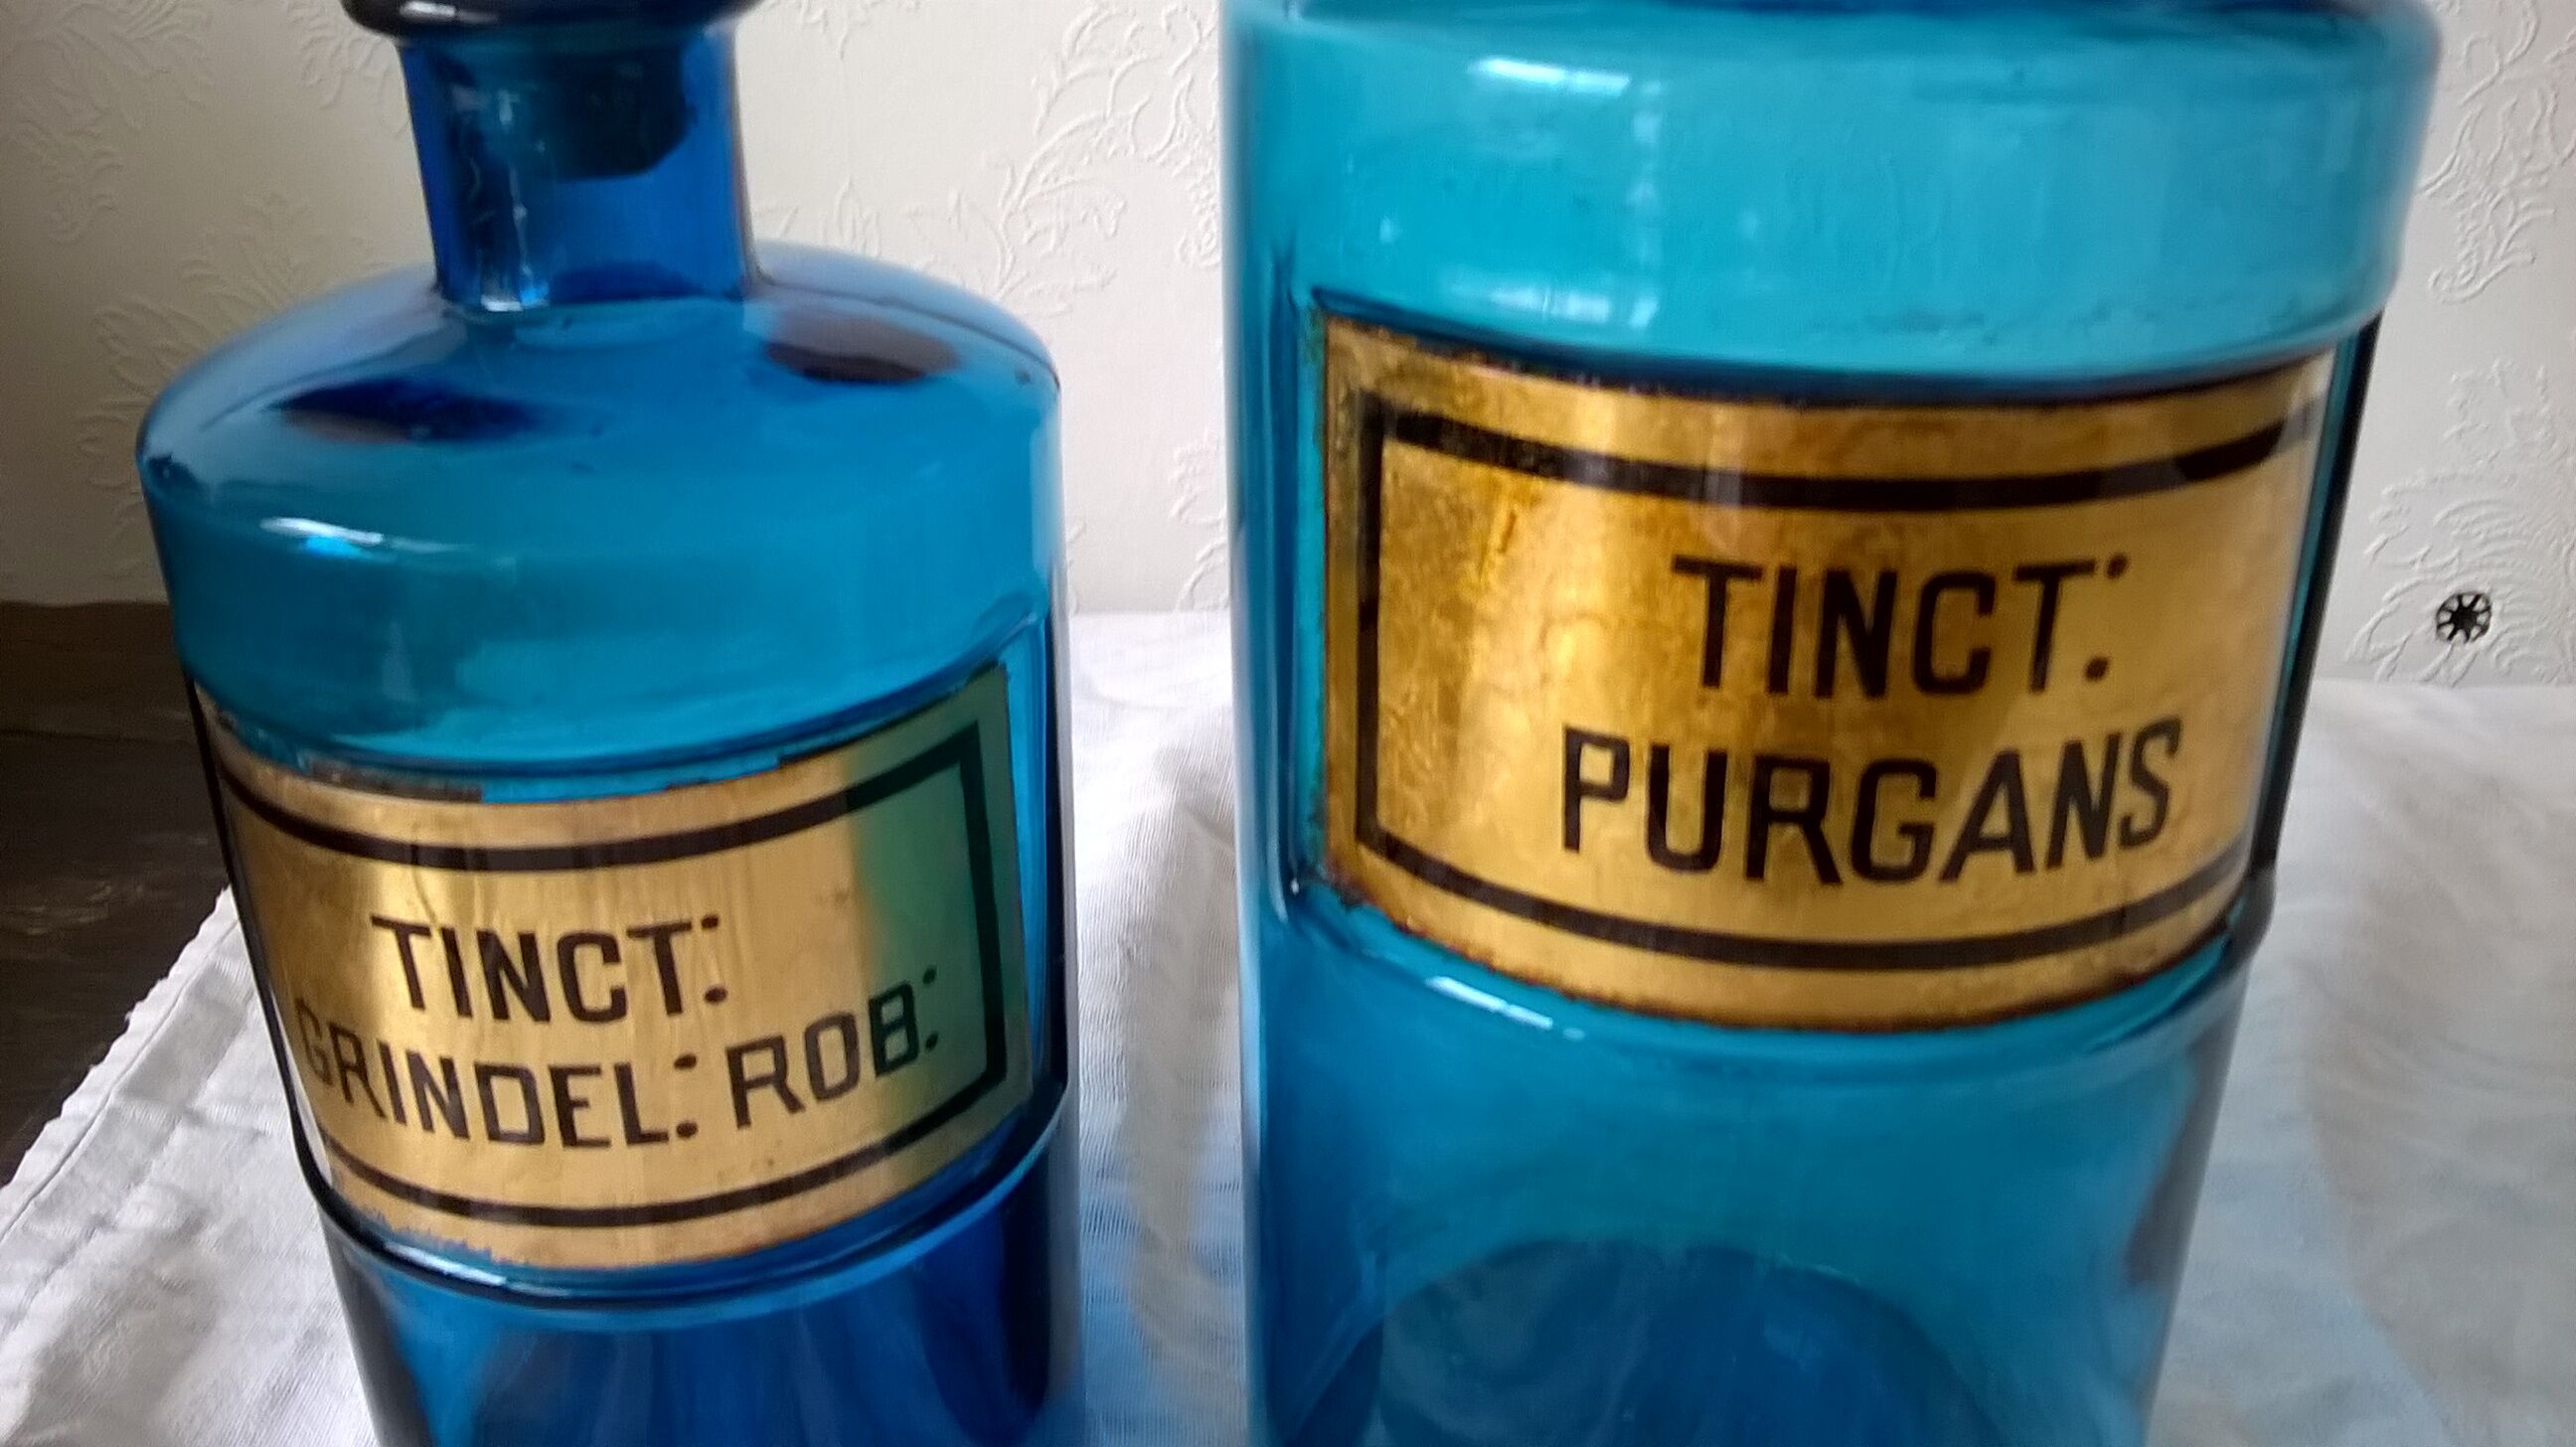 TINCT:
GRINDEL: ROB:
TINCT:
PURGANS